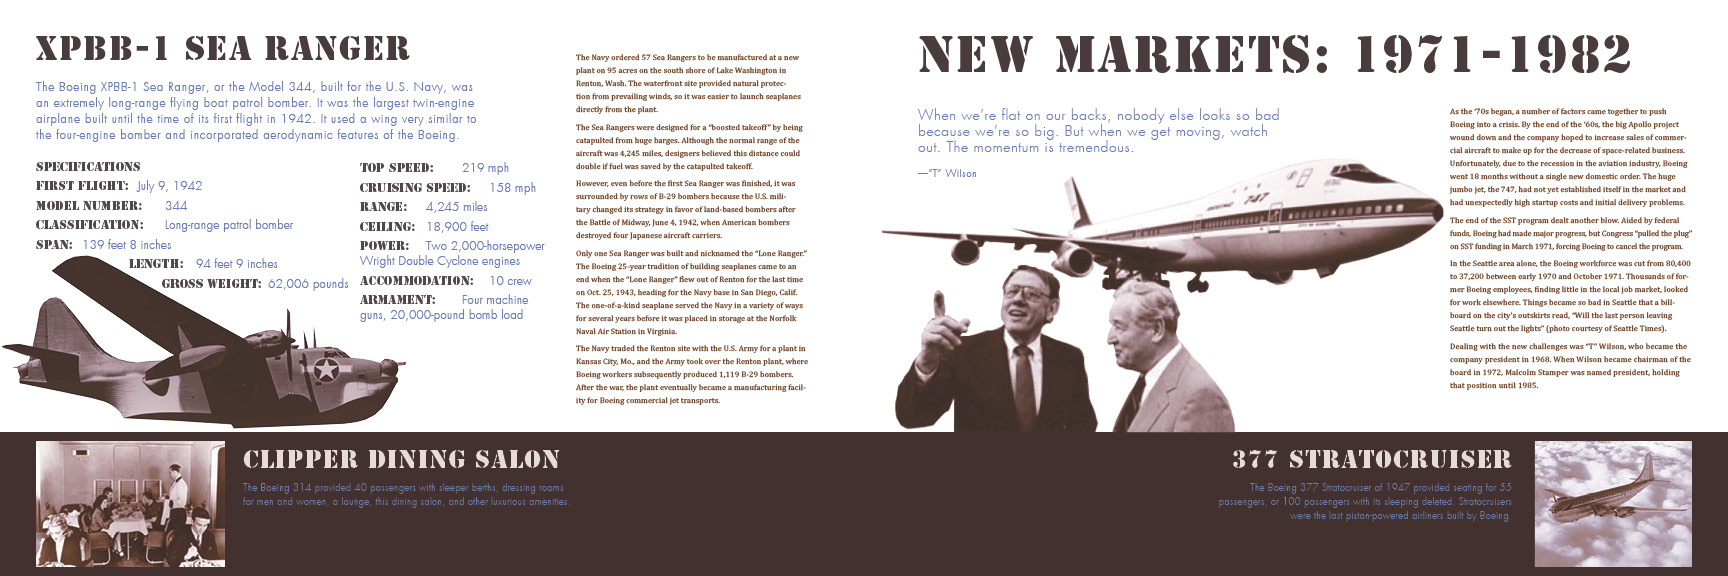 XPBB-1 SEA RANGER
The Boeing XPBB-1 Sea Ranger, or the Model 344, built for the U.S. Navy, was
an extremely long-range flying boat patrol bomber. It was the largest twin-engine
airplane built until the time of its first flight in 1942. It used a wing very similar to
the four-engine bomber and incorporated aerodynamic features of the Boeing.
SPECIFICATIONS
FIRST FLIGHT: July 9, 1942
MODEL NUMBER: 344
CLASSIFICATION: Long-range patrol bomber
SPAN: 139 feet 8 inches
LENGTH: 94 feet 9 inches
GROSS WEIGHT: 62,006 pounds
TOP SPEED: 219 mph
CRUISING SPEED: 158 mph
RANGE: 4,245 miles
CEILING: 18,900 feet
POWER: Two 2,000-horsepower
Wright Double Cyclone engines
ACCOMMODATION: 10 crew
ARMAMENT: Four machine
guns, 20,000-pound bomb load
The Navy ordered 57 Sea Rangers to be manufactured at a new
plant on 95 acres on the south shore of Lake Washington in
Renton, Wash. The waterfront site provided natural protec-
tion from prevailing winds, so it was easier to launch seaplanes
directly from the plant.
The Sea Rangers were designed for a "boosted takeoff" by being
catapulted from huge barges. Although the normal range of the
aircraft was 4,245 miles, designers believed this distance could
double if fuel was saved by the catapulted takeoff.
However, even before the first Sea Ranger was finished, it was
surrounded by rows of B-29 bombers because the U.S. mili-
tary changed its strategy in favor of land-based bombers after
the Battle of Midway, June 4, 1942, when American bombers
destroyed four Japanese aircraft carriers.
Only one Sea Ranger was built and nicknamed the "Lone Ranger."
The Boeing 25-year tradition of building seaplanes came to an
end when the "Lone Ranger" flew out of Renton for the last time
on Oct. 25, 1943, heading for the Navy base in San Diego, Calif.
The one-of-a-kind seaplane served the Navy in a variety of ways
for several years before it was placed in storage at the Norfolk
Naval Air Station in Virginia.
The Navy traded the Renton site with the U.S. Army for a plant in
Kansas City, Mo., and the Army took over the Renton plant, where
Boeing workers subsequently produced 1,119 B-29 bombers.
After the war, the plant eventually became a manufacturing facil-
ity for Boeing commercial jet transports.
NEW MARKETS: 1971-1982
When we're flat on our backs, nobody else looks so bad
because we're so big. But when we get moving, watch
out. The momentum is tremendous.
—"T" Wilson
BOEING 747
As the '70s began, a number of factors came together to push
Boeing into a crisis. By the end of the '60s, the big Apollo project
wound down and the company hoped to increase sales of commer-
cial aircraft to make up for the decrease of space-related business.
Unfortunately, due to the recession in the aviation industry, Boeing
went 18 months without a single new domestic order. The huge
jumbo jet, the 747, had not yet established itself in the market and
had unexpectedly high startup costs and initial delivery problems.
The end of the SST program dealt another blow. Aided by federal
funds, Boeing had made major progress, but Congress "pulled the plug"
on SST funding in March 1971, forcing Boeing to cancel the program.
In the Seattle area alone, the Boeing workforce was cut from 80,400
to 37,200 between early 1970 and October 1971. Thousands of for-
mer Boeing employees, finding little in the local job market, looked
for work elsewhere. Things became so bad in Seattle that a bill-
board on the city's outskirts read, "Will the last person leaving
Seattle turn out the lights" (photo courtesy of Seattle Times).
Dealing with the new challenges was "T" Wilson, who became the
company president in 1968. When Wilson became chairman of the
board in 1972, Malcolm Stamper was named president, holding
that position until 1985.
CLIPPER DINING SALON
The Boeing 314 provided 40 passengers with sleeper berths, dressing rooms
for men and women, a lounge, this dining salon, and other luxurious amenities.
377 STRATOCRUISER
The Boeing 377 Stratocruiser of 1947 provided seating for 55
passengers, or 100 passengers with its sleeping deleted. Stratocruisers
were the last piston-powered airliners built by Boeing.